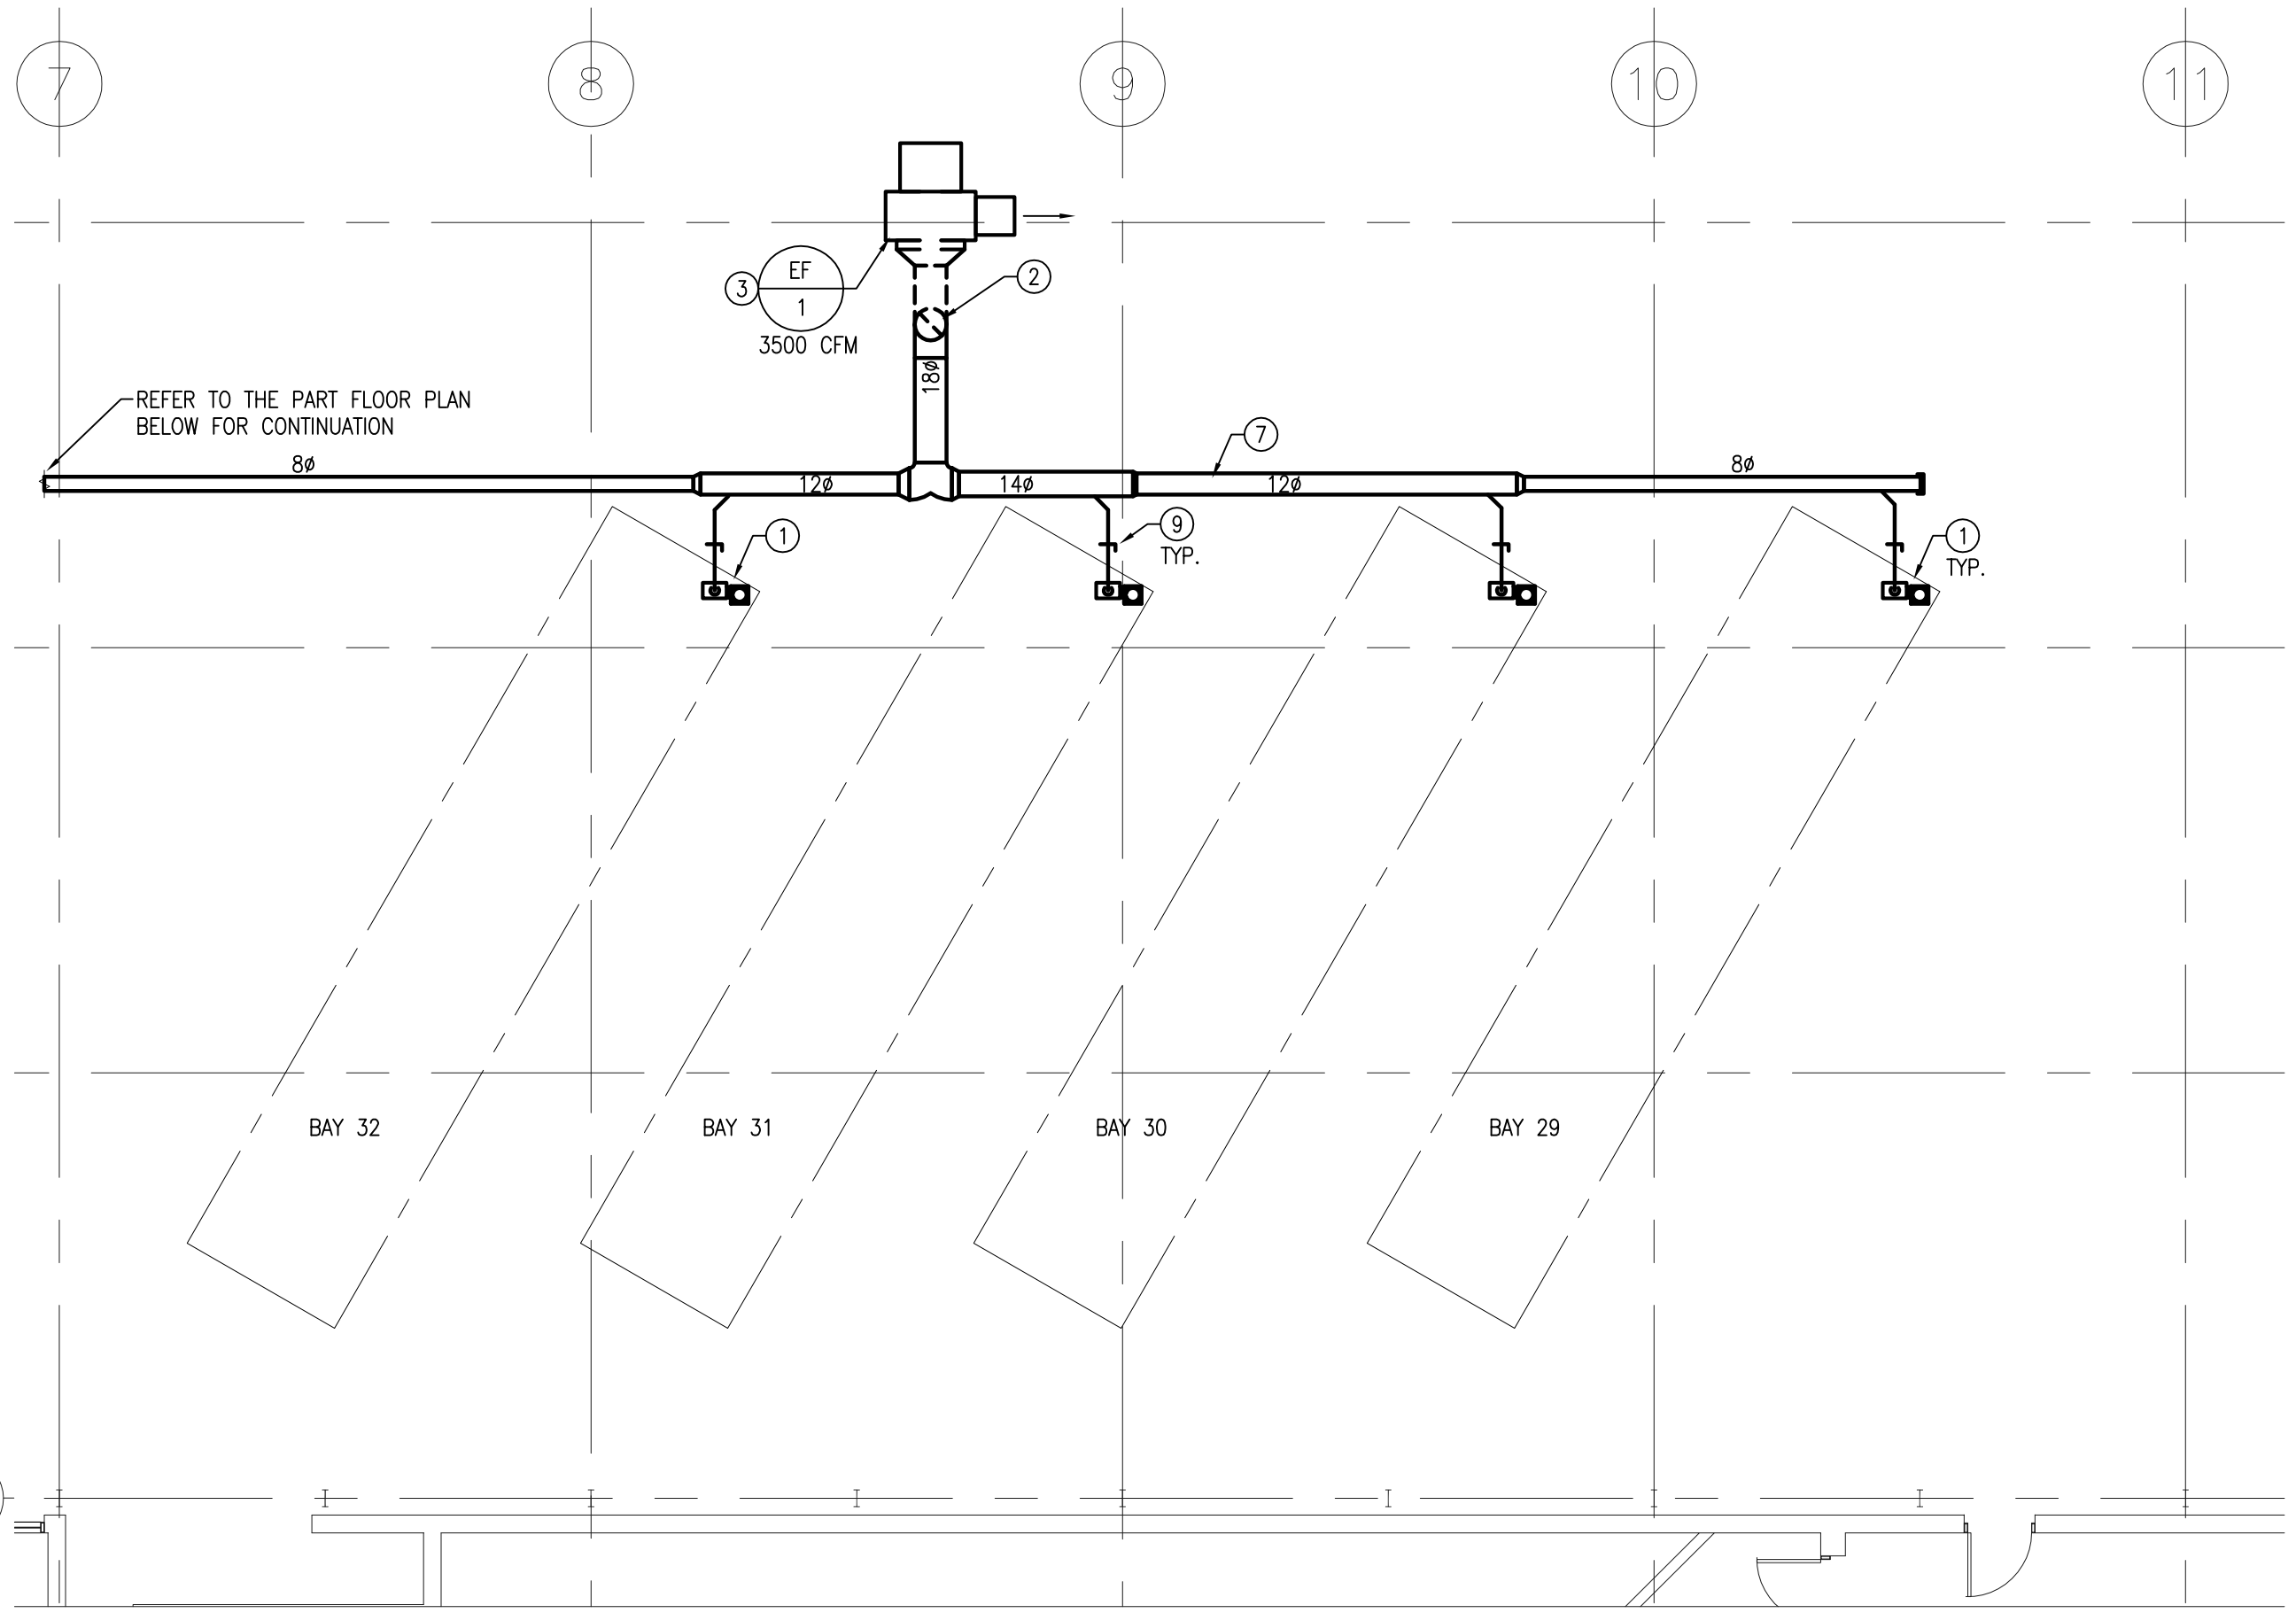 7
8
9
10
11
EF
3
1
2
3500 CFM
18ø
REFER TO THE PART FLOOR PLAN
BELOW FOR CONTINUATION
7
8ø
12ø
14ø
12ø
8ø
1
9
TYP.
1
TYP.
BAY 32
BAY 31
BAY 30
BAY 29